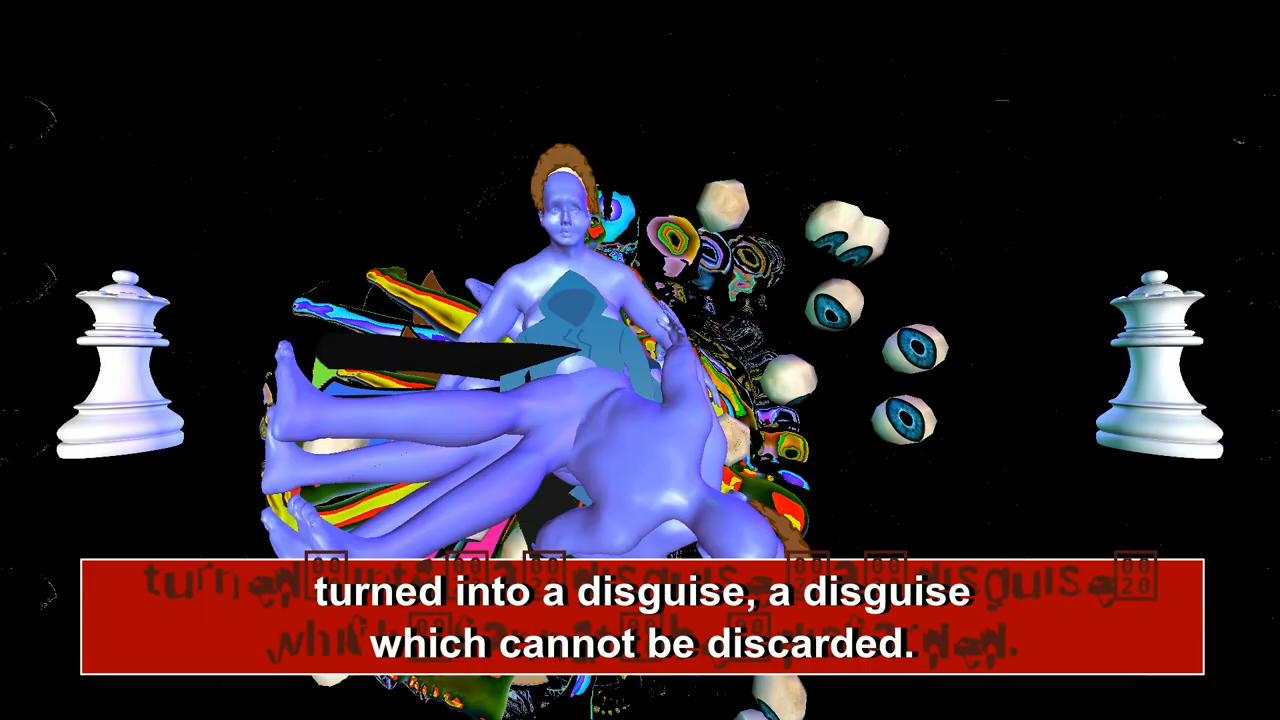 turned into a disguise, a disguise
which cannot be discarded.